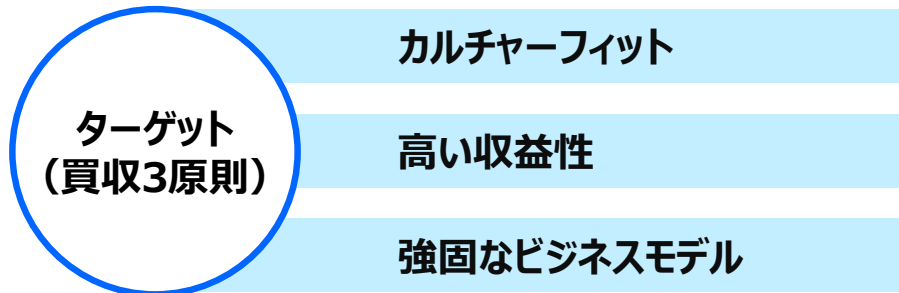 ターゲット
（買収3原則）
カルチャーフィット
高い収益性
強固なビジネスモデル